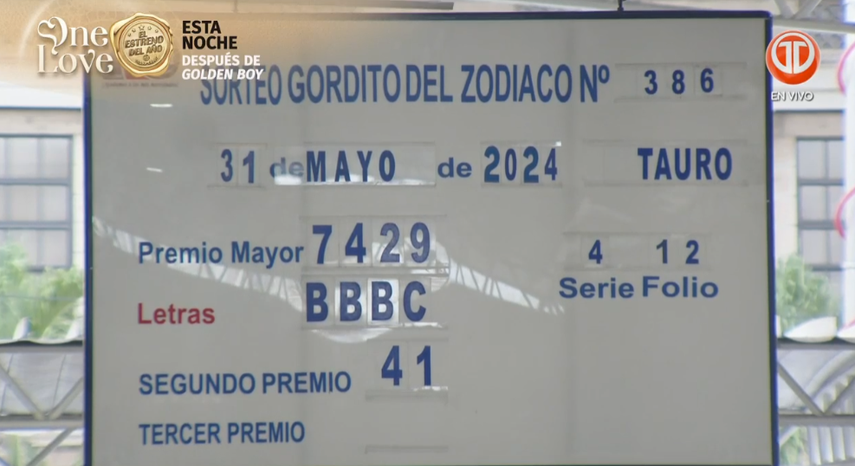 One Love
EL ESTRENO DEL AÑO
ESTA NOCHE
DESPUÉS DE
GOLDEN BOY
EN VIVO
SORTEO GORDITO DEL ZODIACO Nº 386
31 de MAYO de 2024 TAURO
Premio Mayor 7429 4 12
Serie Folio
Letras BBBC
SEGUNDO PREMIO 41
TERCER PREMIO